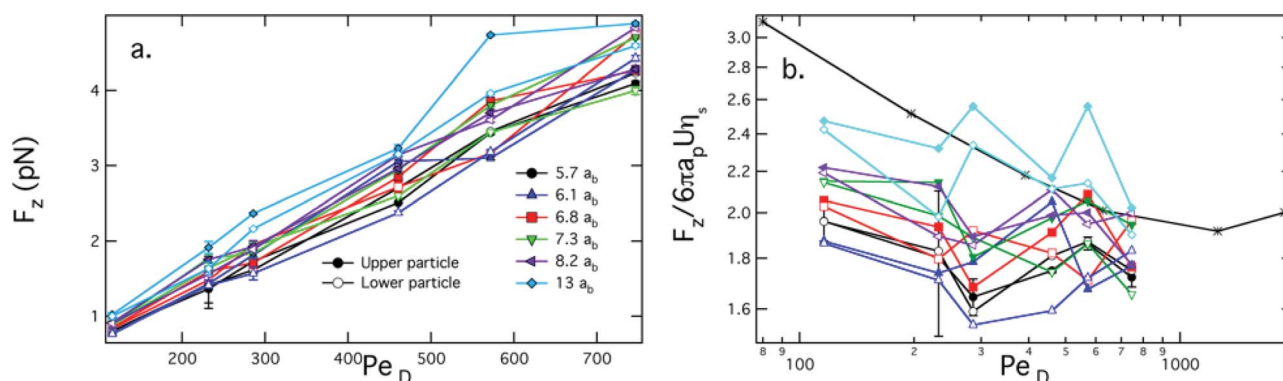 a.
F_z (pN)
4
3
2
1
200
300
400
500
600
700
Pe_D
5.7 a_b
6.1 a_b
6.8 a_b
7.3 a_b
8.2 a_b
13 a_b
Upper particle
Lower particle
b.
F_z/6πa_pUη_s
3.0
2.8
2.6
2.4
2.2
2.0
1.8
1.6
8 9 100 2 3 4 5 6 7 8 9 1000
Pe_D